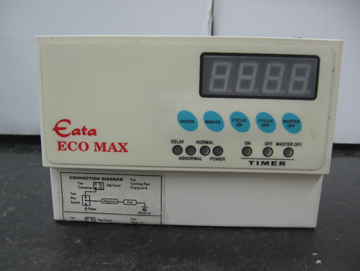 HOURS MINUTE CYCLIC ON CYCLIC OFF MASTER OFF
Eata
ECO MAX
DELAY NORMAL ON OFF MASTER OFF
ABNORMAL POWER
TIMER
CONNECTION DIAGRAM